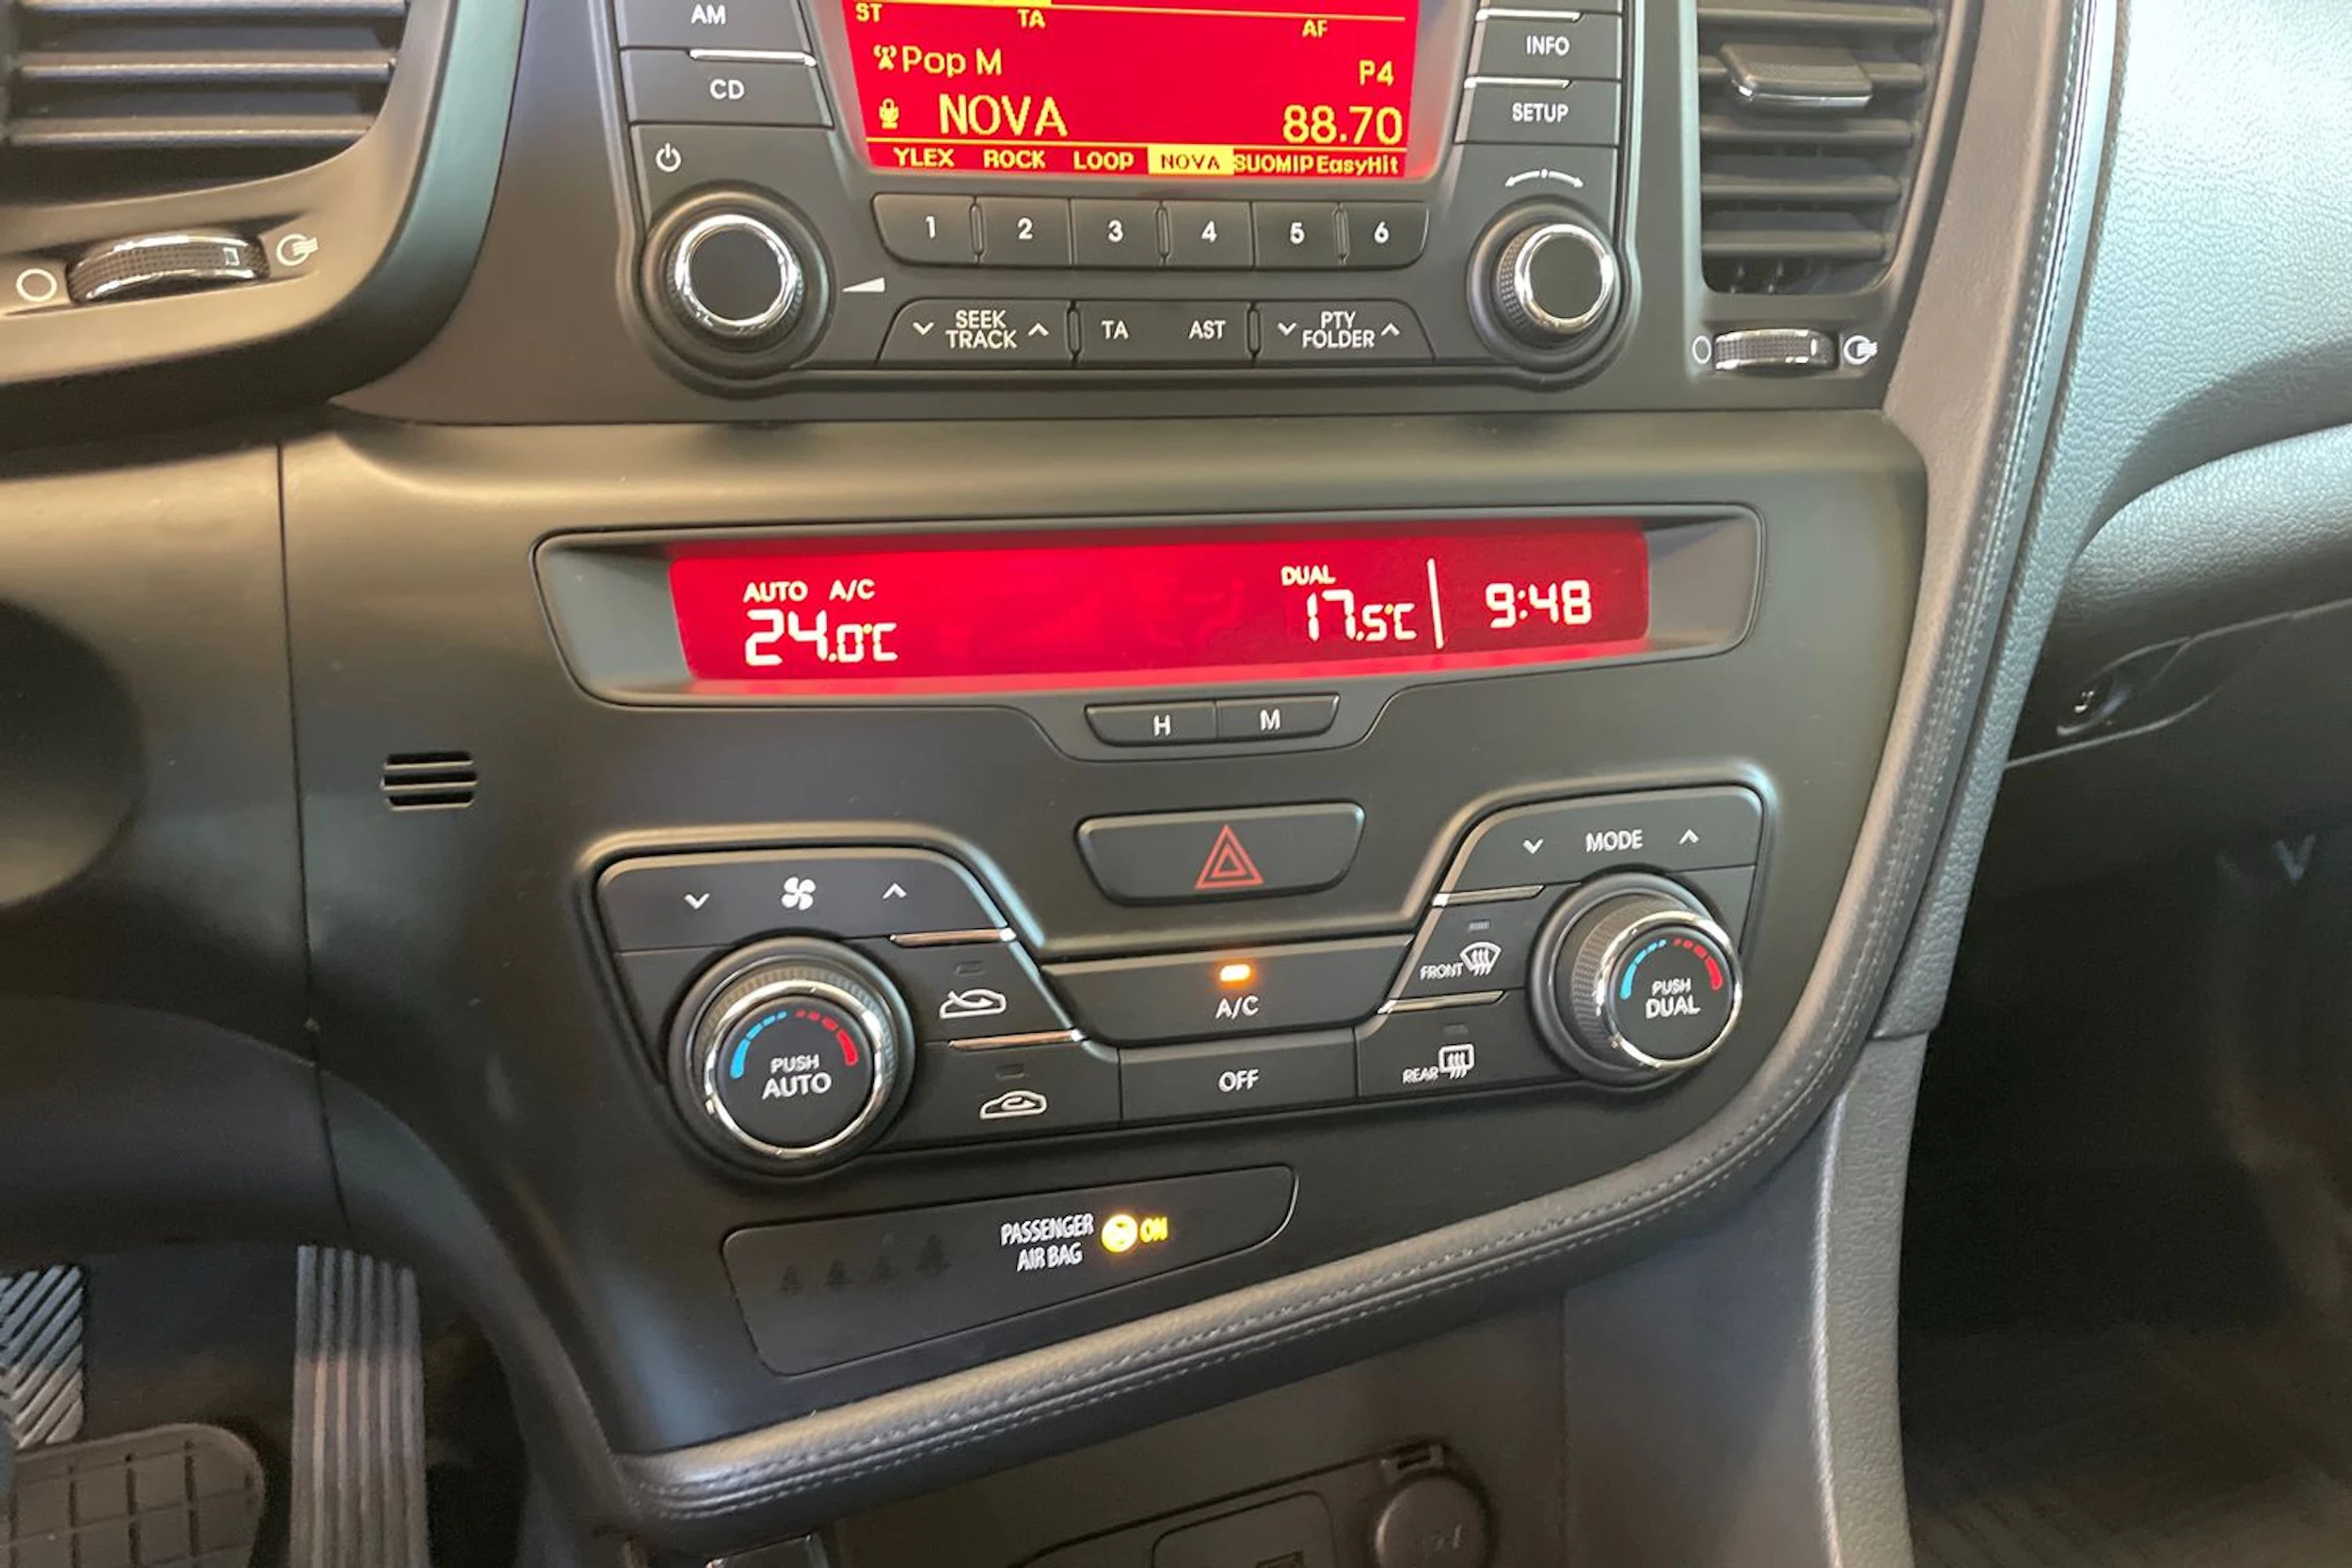 AM
CD
ST TA AF
Pop M P4
NOVA 88.70
YLEX ROCK LOOP NOVA SUOMIP EasyHit
INFO
SETUP
1 2 3 4 5 6
SEEK TRACK
TA AST
PTY FOLDER
AUTO A/C
24.0°C
DUAL
17.5°C
9:48
H M
MODE
FRONT
A/C
PUSH
DUAL
PUSH
AUTO
OFF
REAR
PASSENGER
AIR BAG
ON